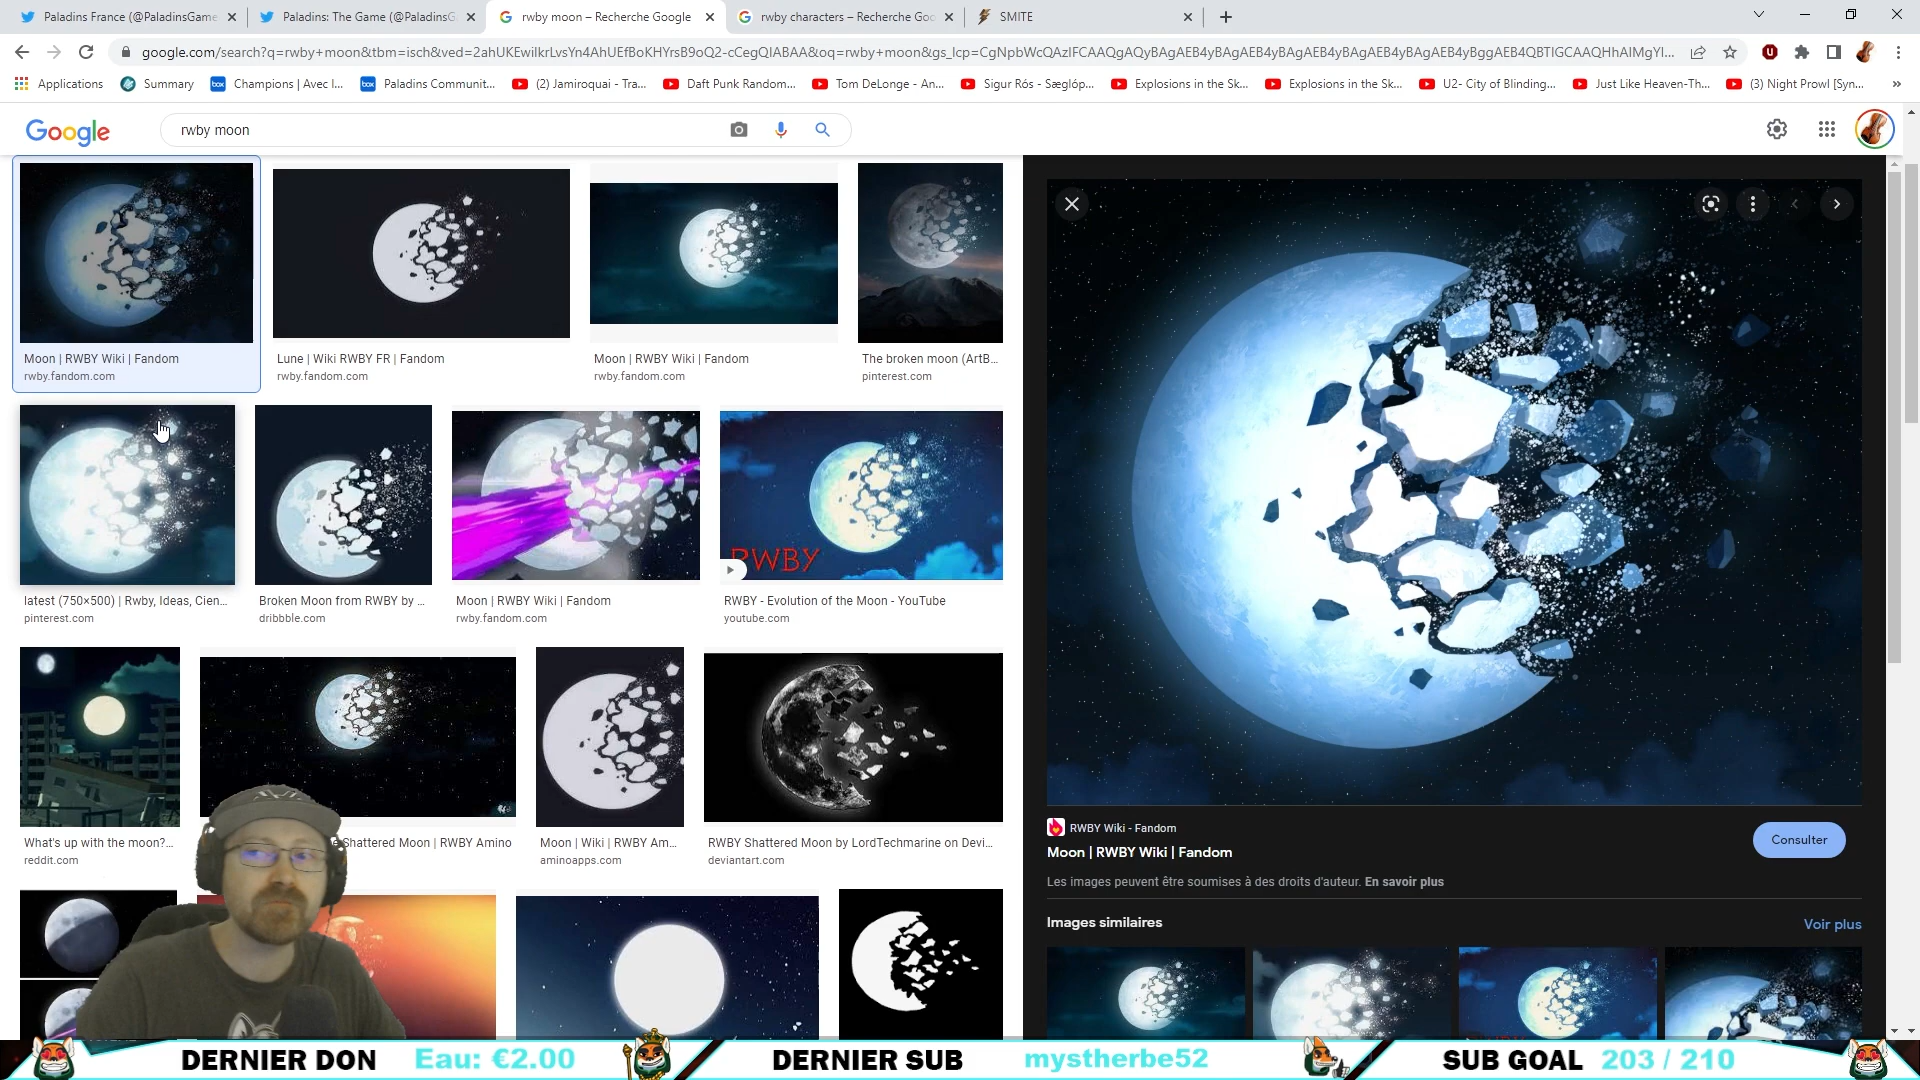 Paladins France (@PaladinsGame
Paladins: The Game (@PaladinsG
rwby moon – Recherche Google
rwby characters – Recherche Goo
SMITE
google.com/search?q=rwby+moon&tbm=isch&ved=2ahUKEwilkrLvsYn4AhUEfBoKHYrsB9oQ2-cCegQIABAA&oq=rwby+moon&gs_lcp=CgNpbWcQAzIFCAAQgAQyBAgAEB4yBAgAEB4yBAgAEB4yBAgAEB4yBAgAEB4yBggAEB4QBTIGCAAQHhAIMgYI...
Applications
Summary
Champions | Avec l...
Paladins Communit...
(2) Jamiroquai - Tra...
Daft Punk Random...
Tom DeLonge - An...
Sigur Rós - Sæglóp...
Explosions in the Sk...
Explosions in the Sk...
U2- City of Blinding...
Just Like Heaven-Th...
(3) Night Prowl [Syn...
Google
rwby moon
Moon | RWBY Wiki | Fandom
rwby.fandom.com
Lune | Wiki RWBY FR | Fandom
rwby.fandom.com
Moon | RWBY Wiki | Fandom
rwby.fandom.com
The broken moon (ArtB...
pinterest.com
RWBY
latest (750×500) | Rwby, Ideas, Cien...
pinterest.com
Broken Moon from RWBY by ...
dribbble.com
Moon | RWBY Wiki | Fandom
rwby.fandom.com
RWBY - Evolution of the Moon - YouTube
youtube.com
What's up with the moon?...
reddit.com
Shattered Moon | RWBY Amino
Moon | Wiki | RWBY Am...
aminoapps.com
RWBY Shattered Moon by LordTechmarine on Devi...
deviantart.com
RWBY Wiki - Fandom
Moon | RWBY Wiki | Fandom
Consulter
Les images peuvent être soumises à des droits d'auteur. En savoir plus
Images similaires
Voir plus
DERNIER DON Eau: €2.00
DERNIER SUB mystherbe52
SUB GOAL 203 / 210